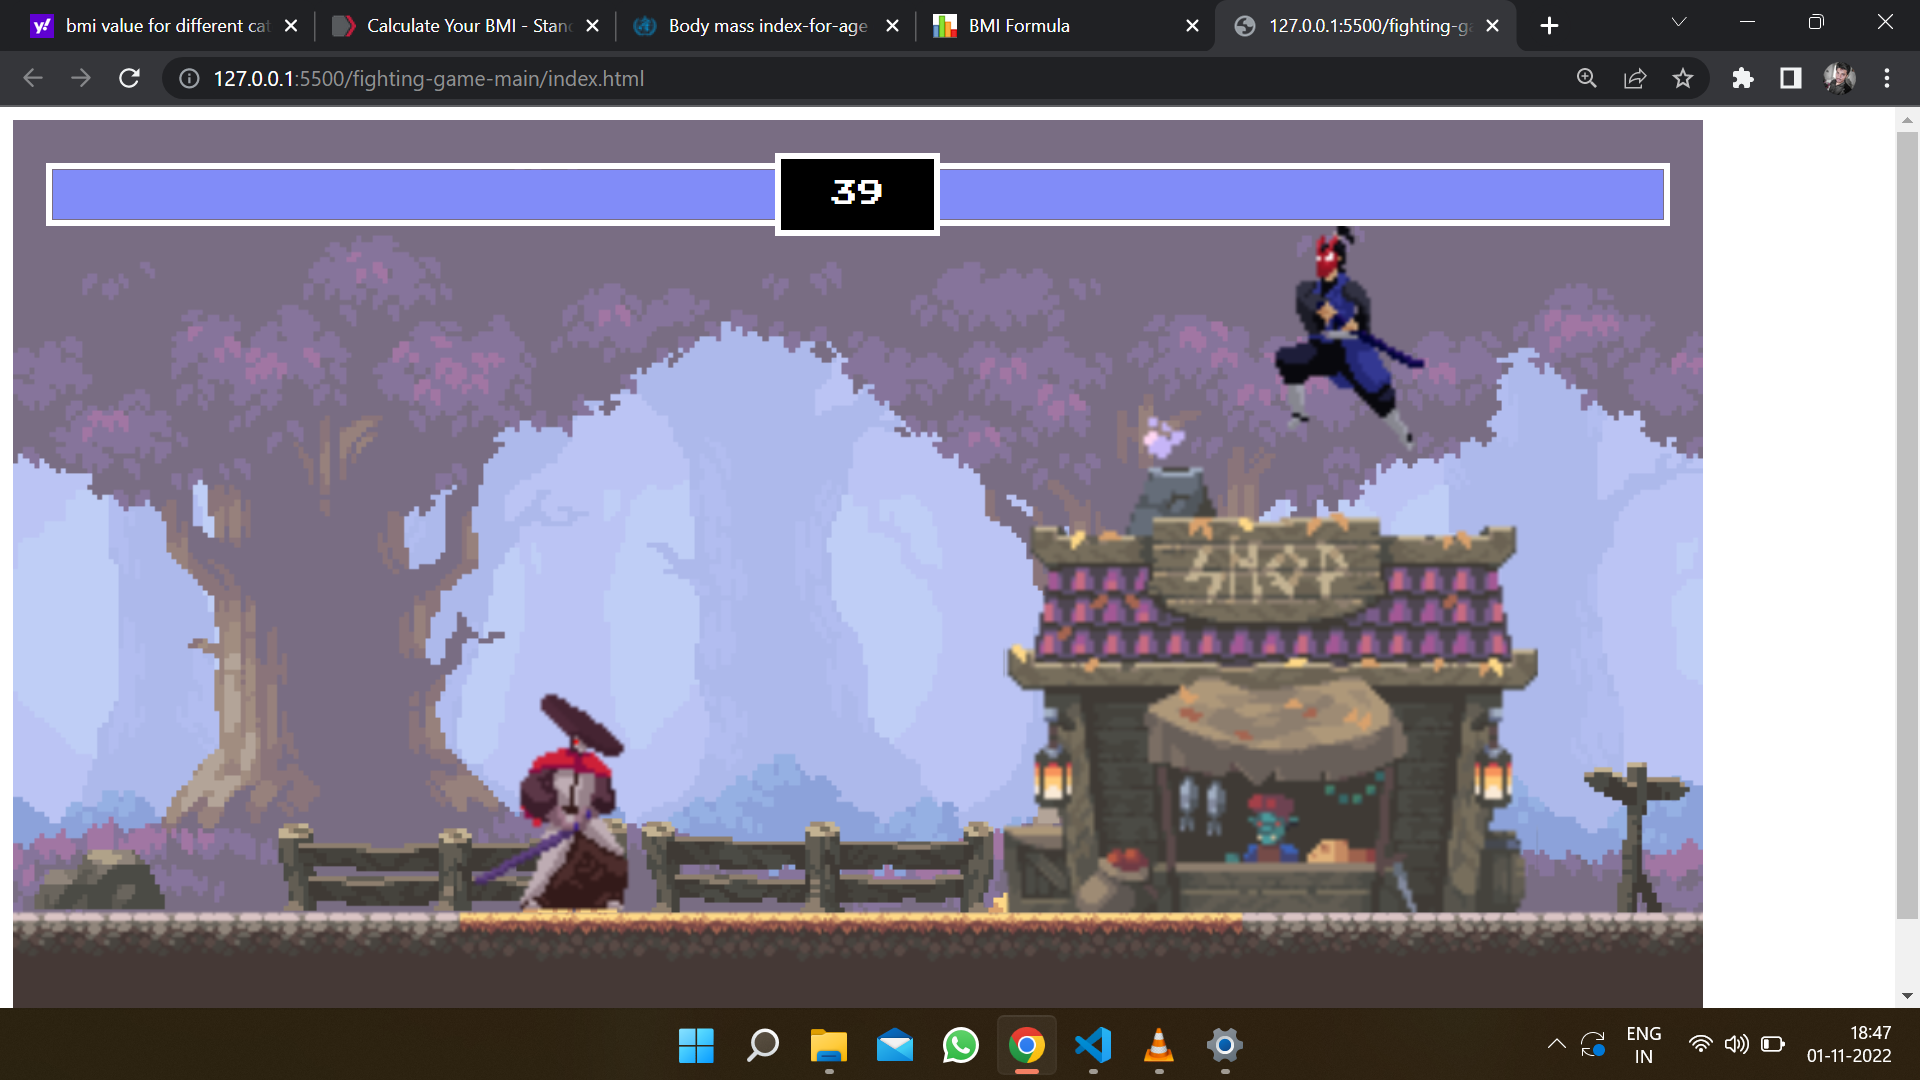 bmi value for different cat
Calculate Your BMI - Stanc
Body mass index-for-age
BMI Formula
127.0.0.1:5500/fighting-ga
127.0.0.1:5500/fighting-game-main/index.html
39
SHOP
ENG
IN
18:47
01-11-2022